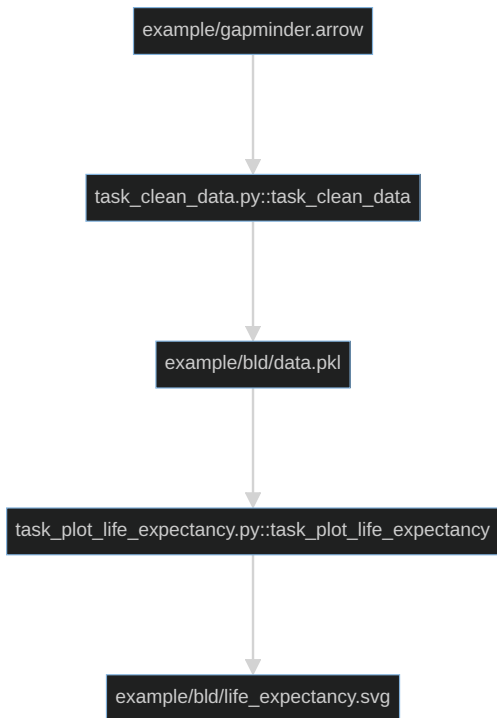 example/gapminder.arrow
task_clean_data.py::task_clean_data
example/bld/data.pkl
task_plot_life_expectancy.py::task_plot_life_expectancy
example/bld/life_expectancy.svg